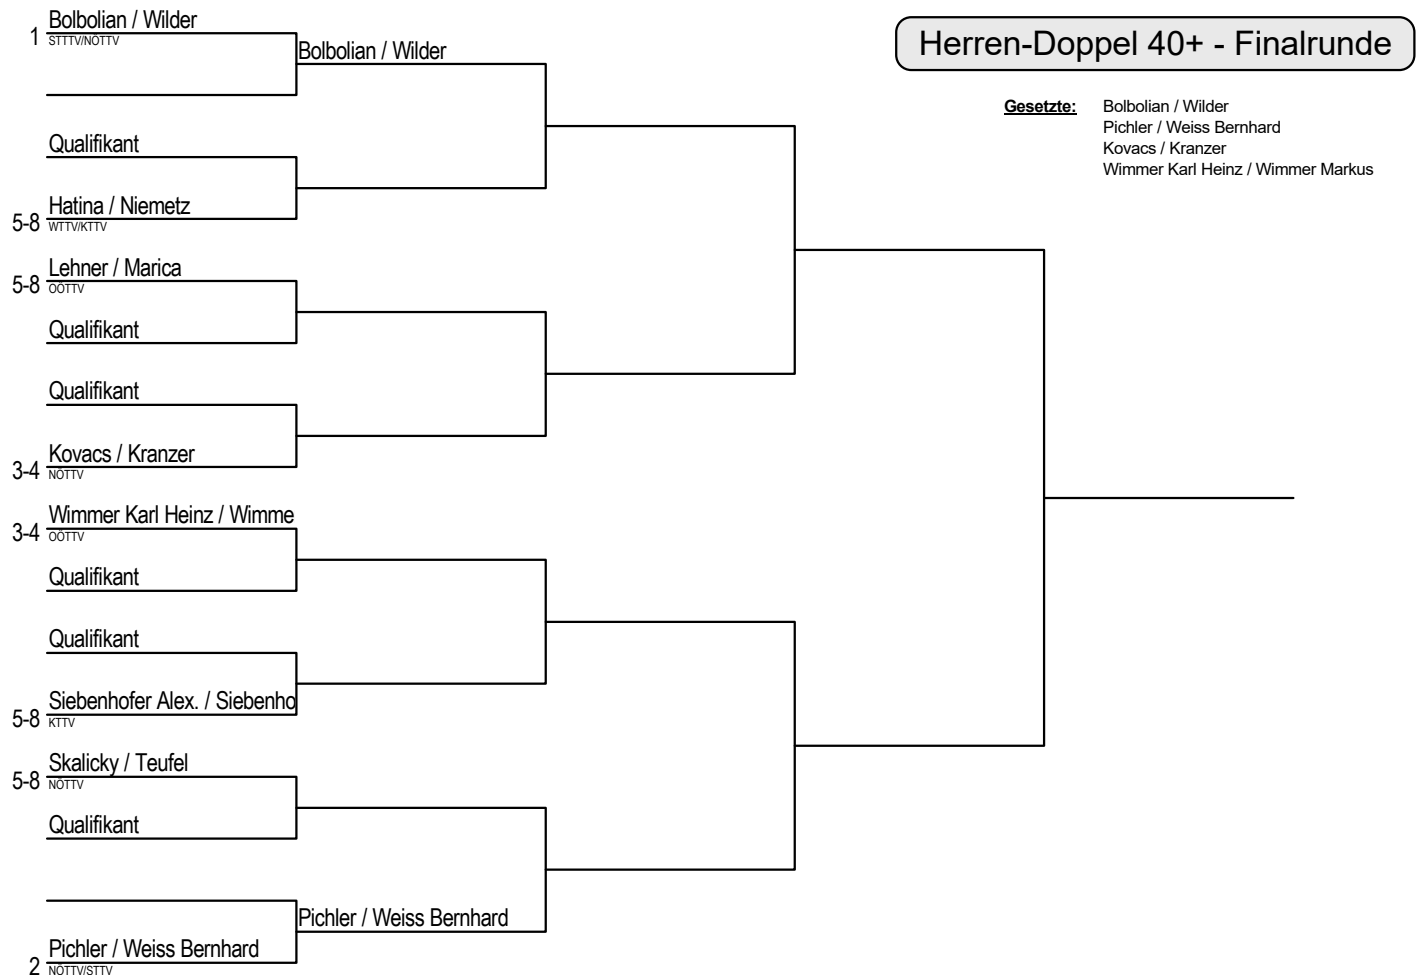 Herren-Doppel 40+ - Finalrunde
Gesetzte: Bolbolian / Wilder
Pichler / Weiss Bernhard
Kovacs / Kranzer
Wimmer Karl Heinz / Wimmer Markus
1 Bolbolian / Wilder
STTTV/NÖTTV
Bolbolian / Wilder
Qualifikant
5-8 Hatina / Niemetz
WTTV/KTTV
5-8 Lehner / Marica
OÖTTV
Qualifikant
Qualifikant
3-4 Kovacs / Kranzer
NÖTTV
3-4 Wimmer Karl Heinz / Wimme
OÖTTV
Qualifikant
Qualifikant
5-8 Siebenhofer Alex. / Siebenho
KTTV
5-8 Skalicky / Teufel
NÖTTV
Qualifikant
Pichler / Weiss Bernhard
2 Pichler / Weiss Bernhard
NÖTTV/STTV